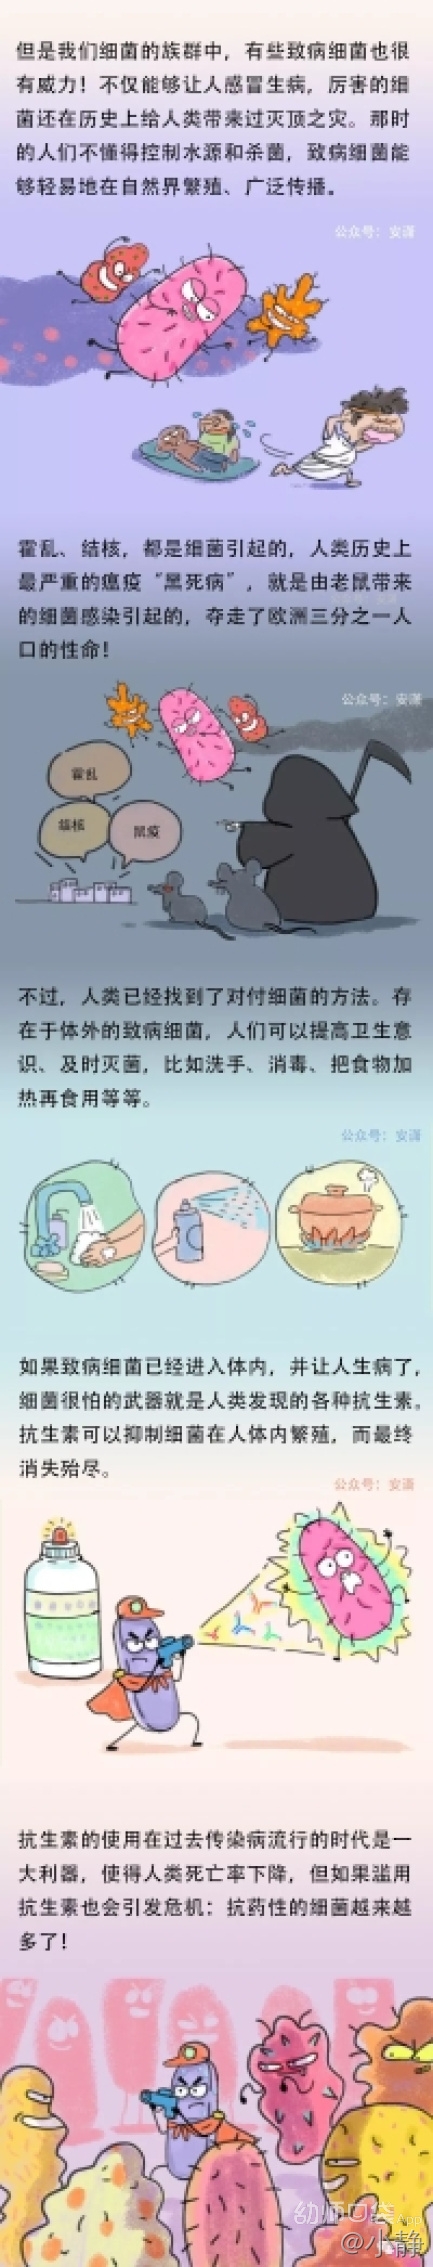 但是我们细菌的族群中，有些致病细菌也很
有威力！不仅能够让人感冒生病，厉害的细
菌还在历史上给人类带来过灭顶之灾。那时
的人们不懂得控制水源和杀菌，致病细菌能
够轻易地在自然界繁殖、广泛传播。
公众号：安潇
霍乱、结核，都是细菌引起的，人类历史上
最严重的瘟疫“黑死病”，就是由老鼠带来
的细菌感染引起的，夺走了欧洲三分之一人
口的性命！
公众号：安潇
霍乱
结核
鼠疫
不过，人类已经找到了对付细菌的方法。存
在于体外的致病细菌，人们可以提高卫生意
识、及时灭菌，比如洗手、消毒、把食物加
热再食用等等。
公众号：安潇
如果致病细菌已经进入体内，并让人生病了，
细菌很怕的武器就是人类发现的各种抗生素。
抗生素可以抑制细菌在人体内繁殖，而最终
消失殆尽。
公众号：安潇
抗生素的使用在过去传染病流行的时代是一
大利器，使得人类死亡率下降，但如果滥用
抗生素也会引发危机：抗药性的细菌越来越
多了！
幼师口袋App
@小静